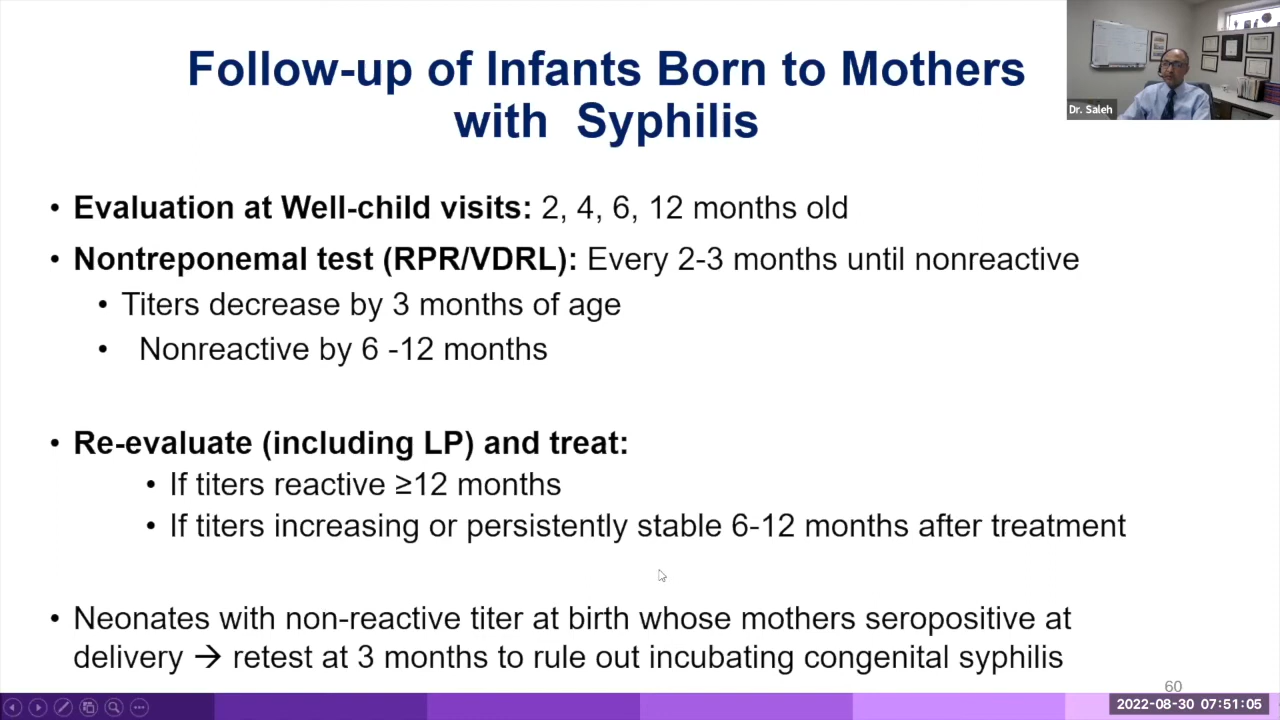 Follow-up of Infants Born to Mothers
with Syphilis
Dr. Saleh
• Evaluation at Well-child visits: 2, 4, 6, 12 months old
• Nontreponemal test (RPR/VDRL): Every 2-3 months until nonreactive
• Titers decrease by 3 months of age
• Nonreactive by 6 -12 months
• Re-evaluate (including LP) and treat:
• If titers reactive ≥12 months
• If titers increasing or persistently stable 6-12 months after treatment
• Neonates with non-reactive titer at birth whose mothers seropositive at
delivery → retest at 3 months to rule out incubating congenital syphilis
60
2022-08-30 07:51:05